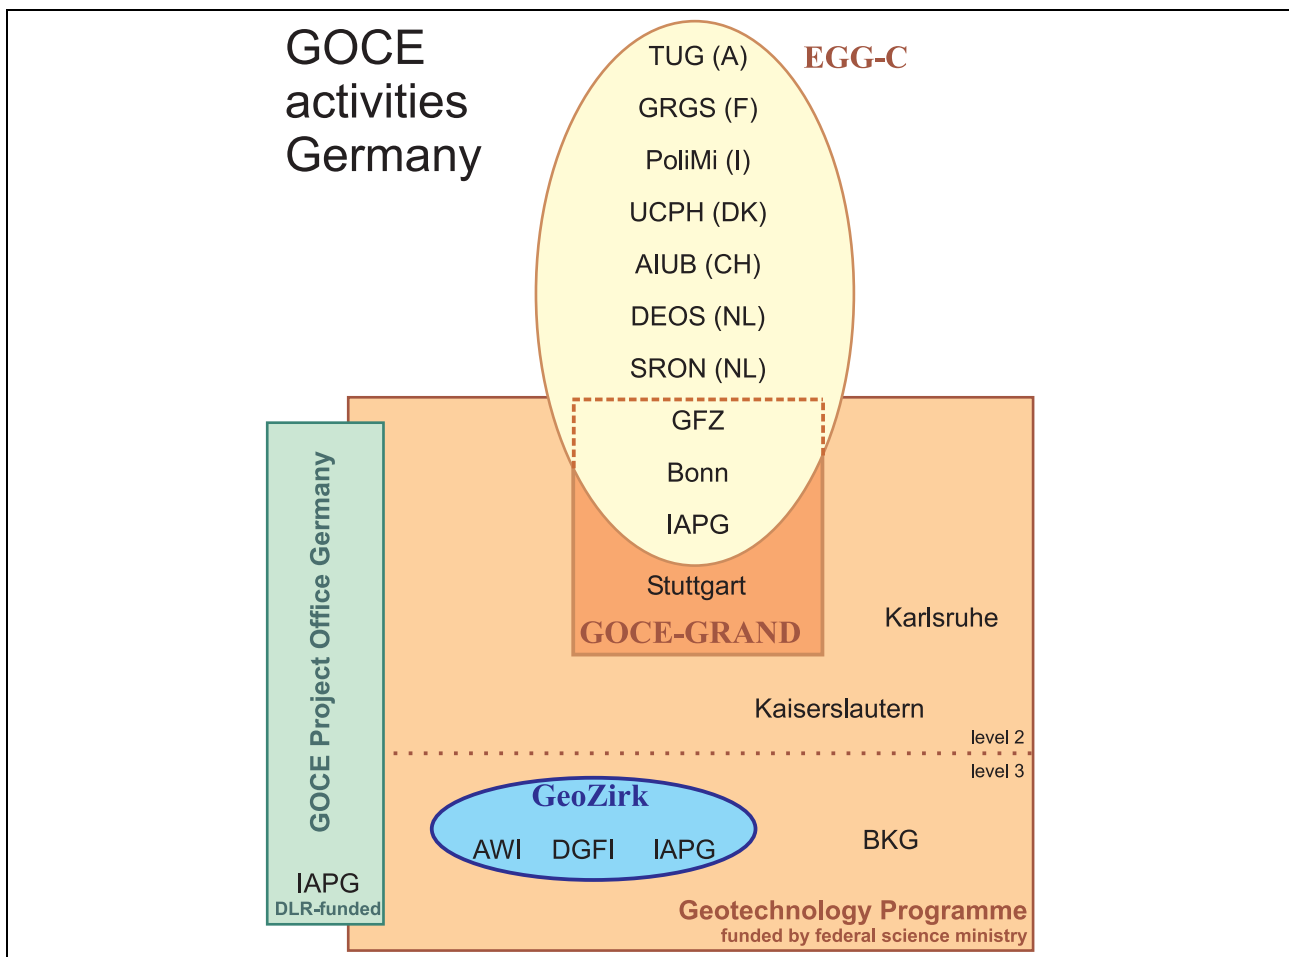 GOCE
activities
Germany
EGG-C
TUG (A)
GRGS (F)
PoliMi (I)
UCPH (DK)
AIUB (CH)
DEOS (NL)
SRON (NL)
GFZ
Bonn
IAPG
Stuttgart
GOCE-GRAND
Karlsruhe
Kaiserslautern
level 2
level 3
GeoZirk
AWI DGFI IAPG
BKG
Geotechnology Programme
funded by federal science ministry
GOCE Project Office Germany
IAPG
DLR-funded